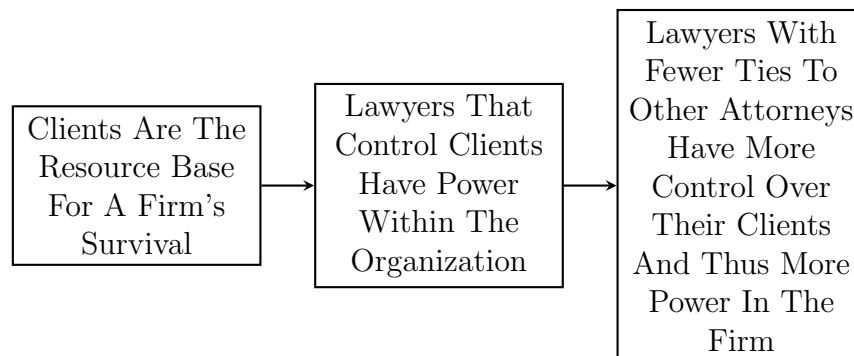 Clients Are The
Resource Base
For A Firm's
Survival
Lawyers That
Control Clients
Have Power
Within The
Organization
Lawyers With
Fewer Ties To
Other Attorneys
Have More
Control Over
Their Clients
And Thus More
Power In The
Firm